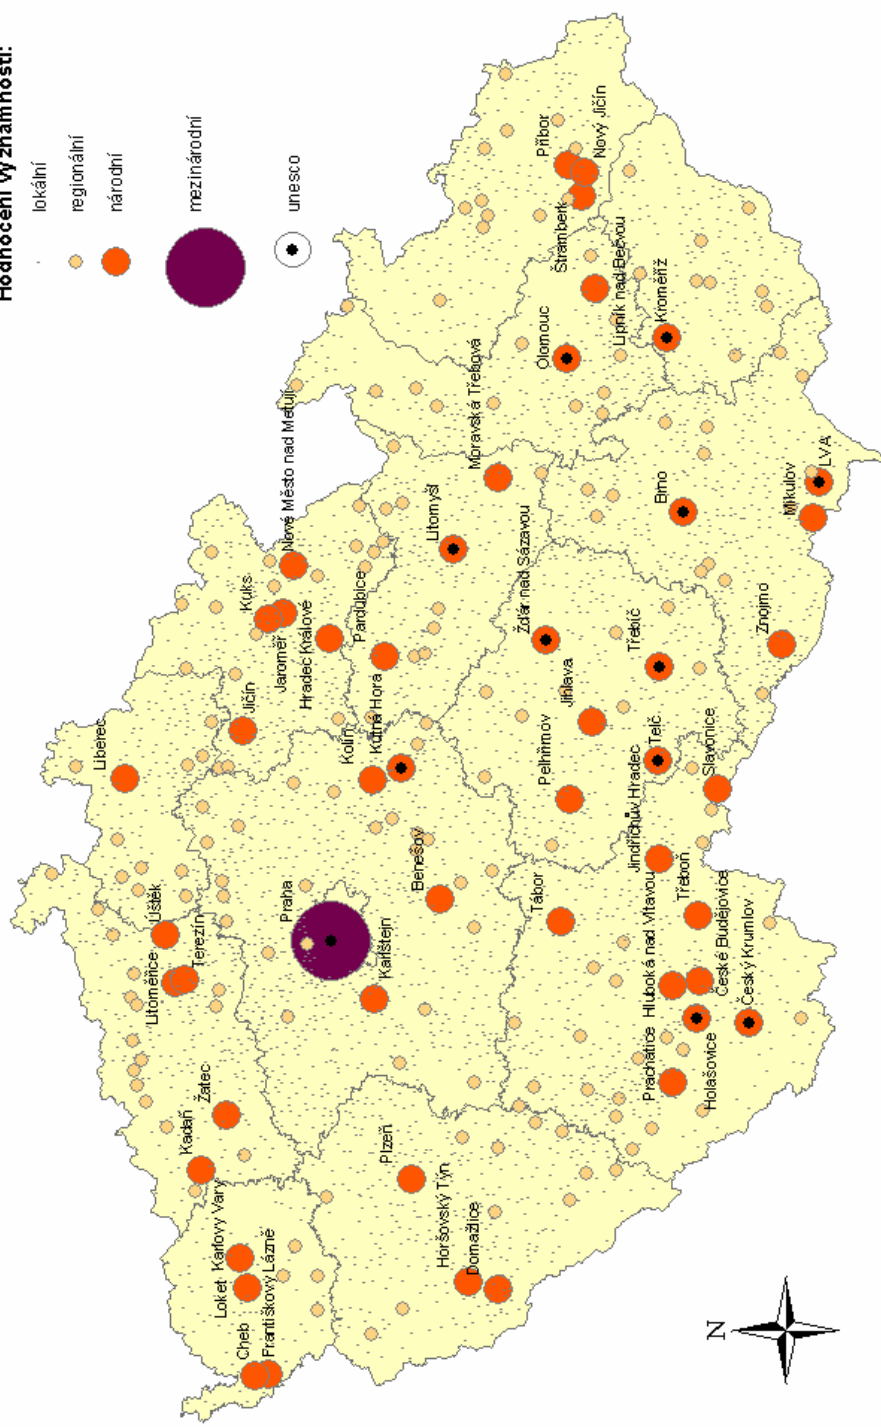 Hodnocení významnosti:
lokální
regionální
národní
mezinárodní
unesco
Liberec
Úštěk
Litoměřice
Terezín
Jičín
Kuks
Jaroměř
Nové Město nad Metují
Hradec Králové
Kadaň
Žatec
Karlovy Vary
Loket
Cheb
Františkovy Lázně
Praha
Karlštejn
Kolín
Kutná Hora
Pardubice
Litomyšl
Moravská Třebová
Benešov
Plzeň
Horšovský Týn
Domažlice
Olomouc
Štramberk
Příbor
Nový Jičín
Lipník nad Bečvou
Kroměříž
Žďár nad Sázavou
Pelhřimov
Jihlava
Tábor
Třebíč
Telč
Brno
Jindřichův Hradec
Slavonice
Třeboň
Hluboká nad Vltavou
České Budějovice
Prachatice
Holašovice
Český Krumlov
Znojmo
Mikulov
LVA
N